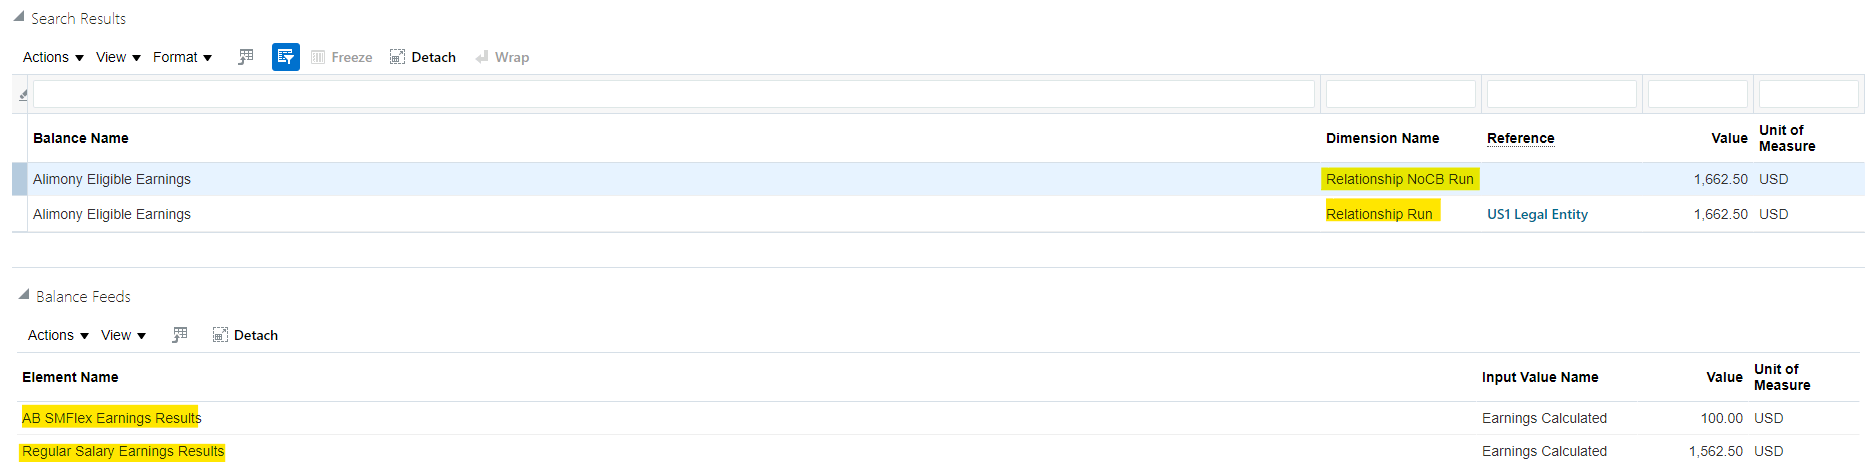 Search Results
Actions View Format Freeze Detach Wrap
Balance Name Dimension Name Reference Value Unit of Measure
Alimony Eligible Earnings Relationship NoCB Run 1,662.50 USD
Alimony Eligible Earnings Relationship Run US1 Legal Entity 1,662.50 USD
Balance Feeds
Actions View Detach
Element Name Input Value Name Value Unit of Measure
AB SMFlex Earnings Results Earnings Calculated 100.00 USD
Regular Salary Earnings Results Earnings Calculated 1,562.50 USD